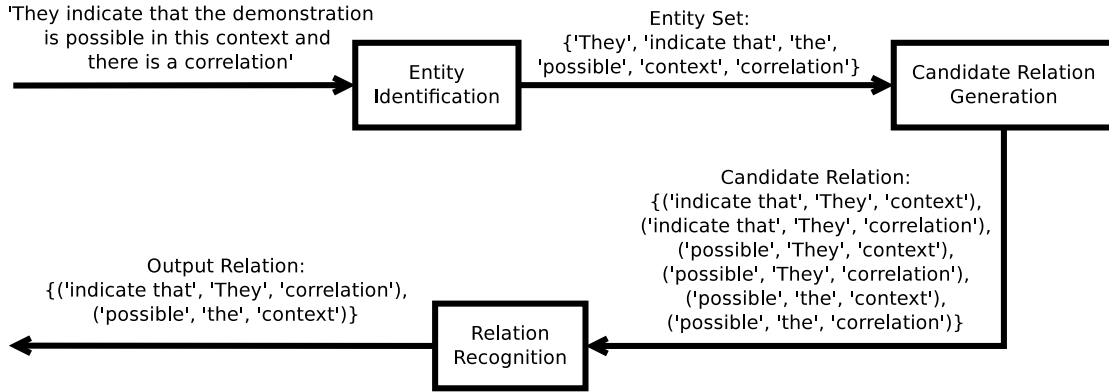 'They indicate that the demonstration
is possible in this context and
there is a correlation'
Entity
Identification
Entity Set:
{'They', 'indicate that', 'the',
'possible', 'context', 'correlation'}
Candidate Relation
Generation
Candidate Relation:
{('indicate that', 'They', 'context'),
('indicate that', 'They', 'correlation'),
('possible', 'They', 'context'),
('possible', 'They', 'correlation'),
('possible', 'the', 'context'),
('possible', 'the', 'correlation')}
Relation
Recognition
Output Relation:
{('indicate that', 'They', 'correlation'),
('possible', 'the', 'context')}